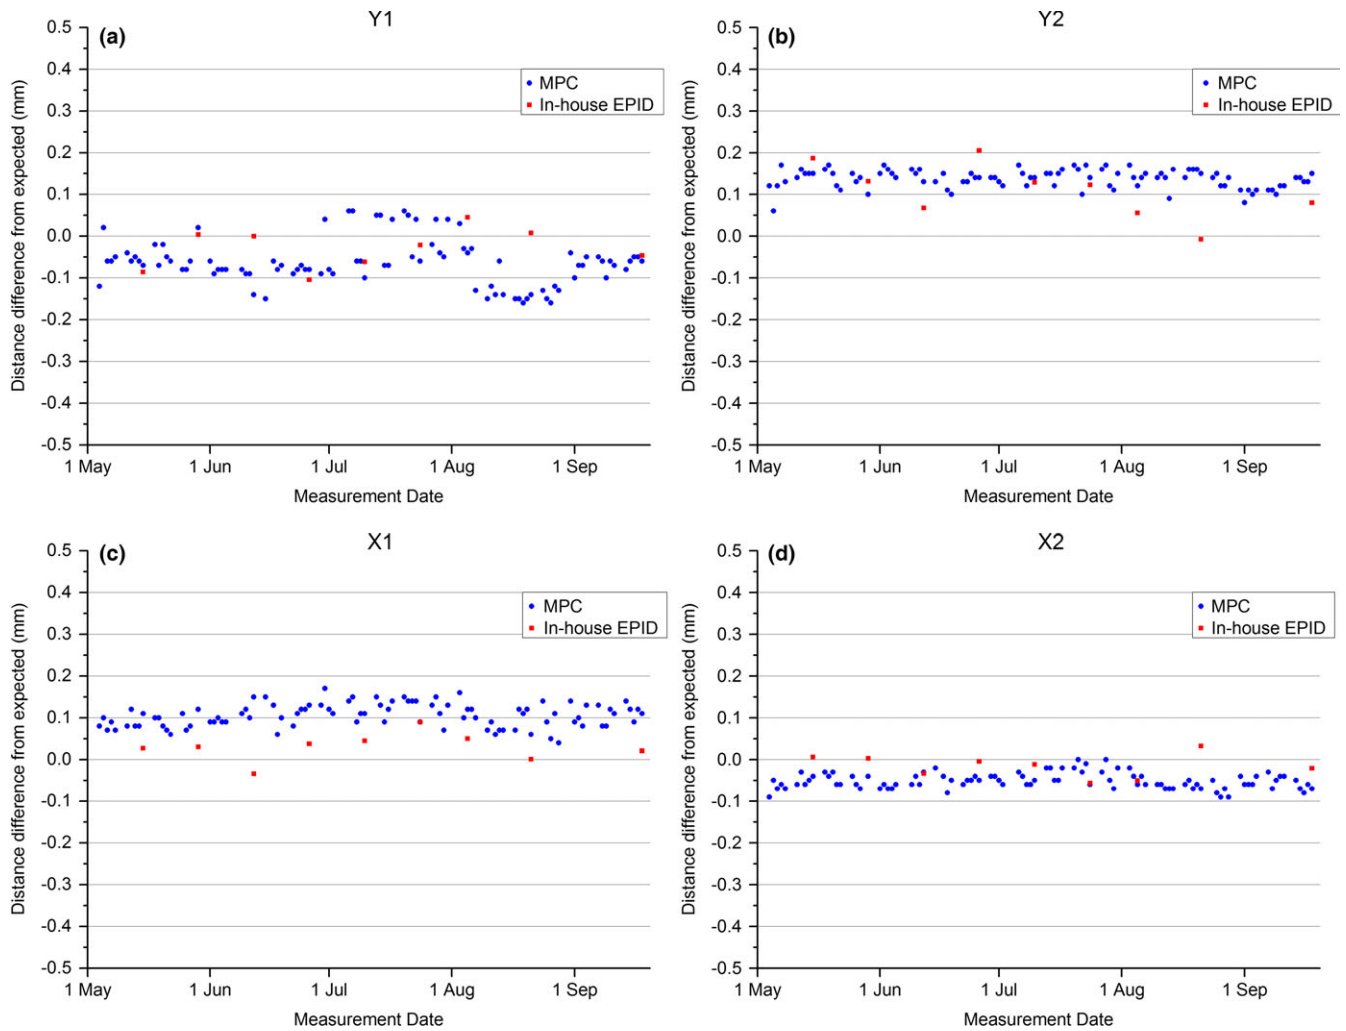 Y1
(a)
0.5
0.4
0.3
0.2
0.1
0.0
-0.1
-0.2
-0.3
-0.4
-0.5
Distance difference from expected (mm)
MPC
In-house EPID
1 May 1 Jun 1 Jul 1 Aug 1 Sep
Measurement Date
Y2
(b)
0.5
0.4
0.3
0.2
0.1
0.0
-0.1
-0.2
-0.3
-0.4
-0.5
Distance difference from expected (mm)
MPC
In-house EPID
1 May 1 Jun 1 Jul 1 Aug 1 Sep
Measurement Date
X1
(c)
0.5
0.4
0.3
0.2
0.1
0.0
-0.1
-0.2
-0.3
-0.4
-0.5
Distance difference from expected (mm)
MPC
In-house EPID
1 May 1 Jun 1 Jul 1 Aug 1 Sep
Measurement Date
X2
(d)
0.5
0.4
0.3
0.2
0.1
0.0
-0.1
-0.2
-0.3
-0.4
-0.5
Distance difference from expected (mm)
MPC
In-house EPID
1 May 1 Jun 1 Jul 1 Aug 1 Sep
Measurement Date